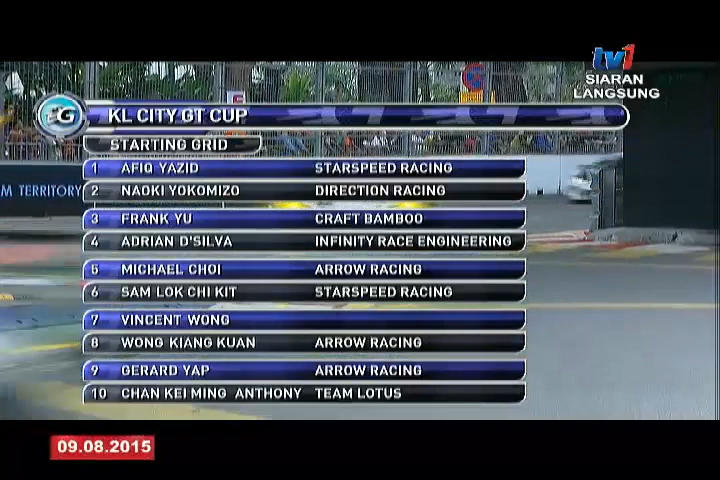 tv1
SIARAN
LANGSUNG
KL CITY GT CUP
STARTING GRID
1 AFIQ YAZID STARSPEED RACING
M TERRITORY
2 NAOKI YOKOMIZO DIRECTION RACING
3 FRANK YU CRAFT BAMBOO
4 ADRIAN D'SILVA INFINITY RACE ENGINEERING
5 MICHAEL CHOI ARROW RACING
6 SAM LOK CHI KIT STARSPEED RACING
7 VINCENT WONG
8 WONG KIANG KUAN ARROW RACING
9 GERARD YAP ARROW RACING
10 CHAN KEI MING ANTHONY TEAM LOTUS
09.08.2015